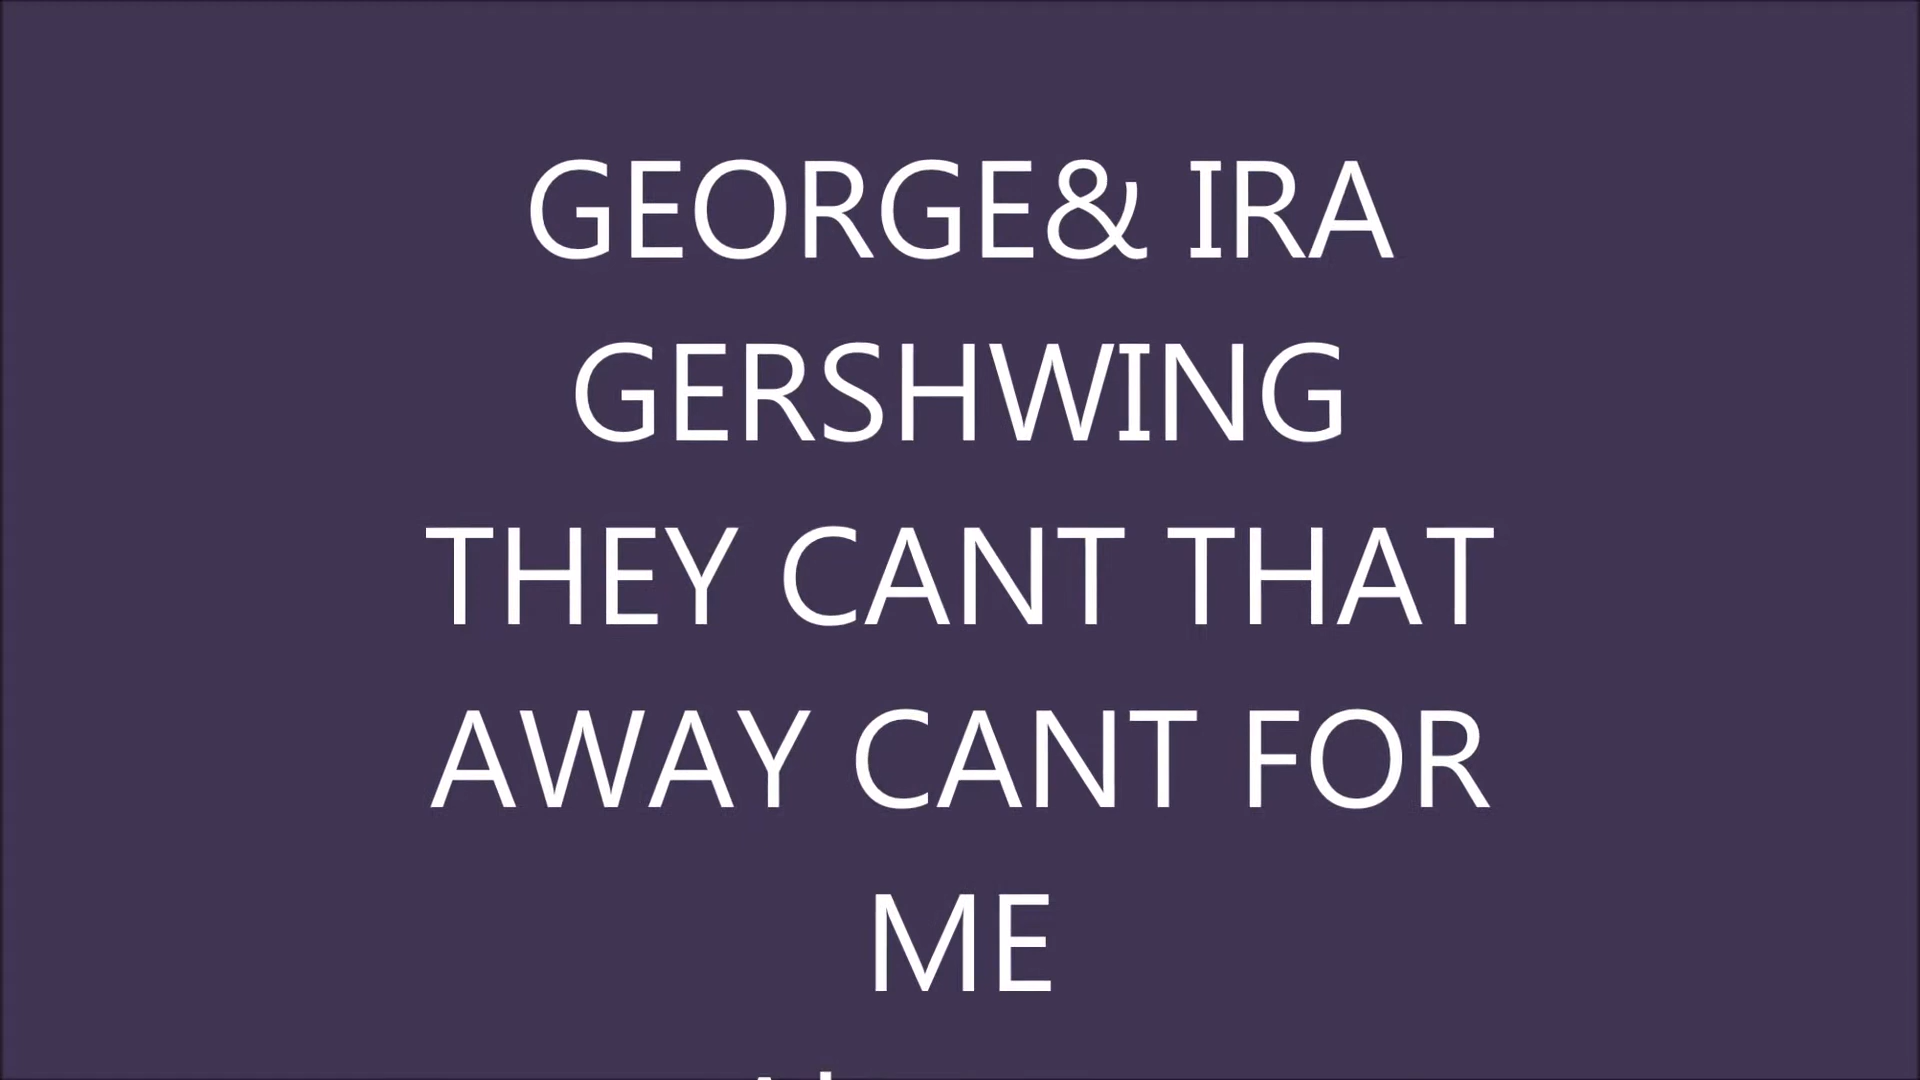 GEORGE& IRA
GERSHWING
THEY CANT THAT
AWAY CANT FOR
ME